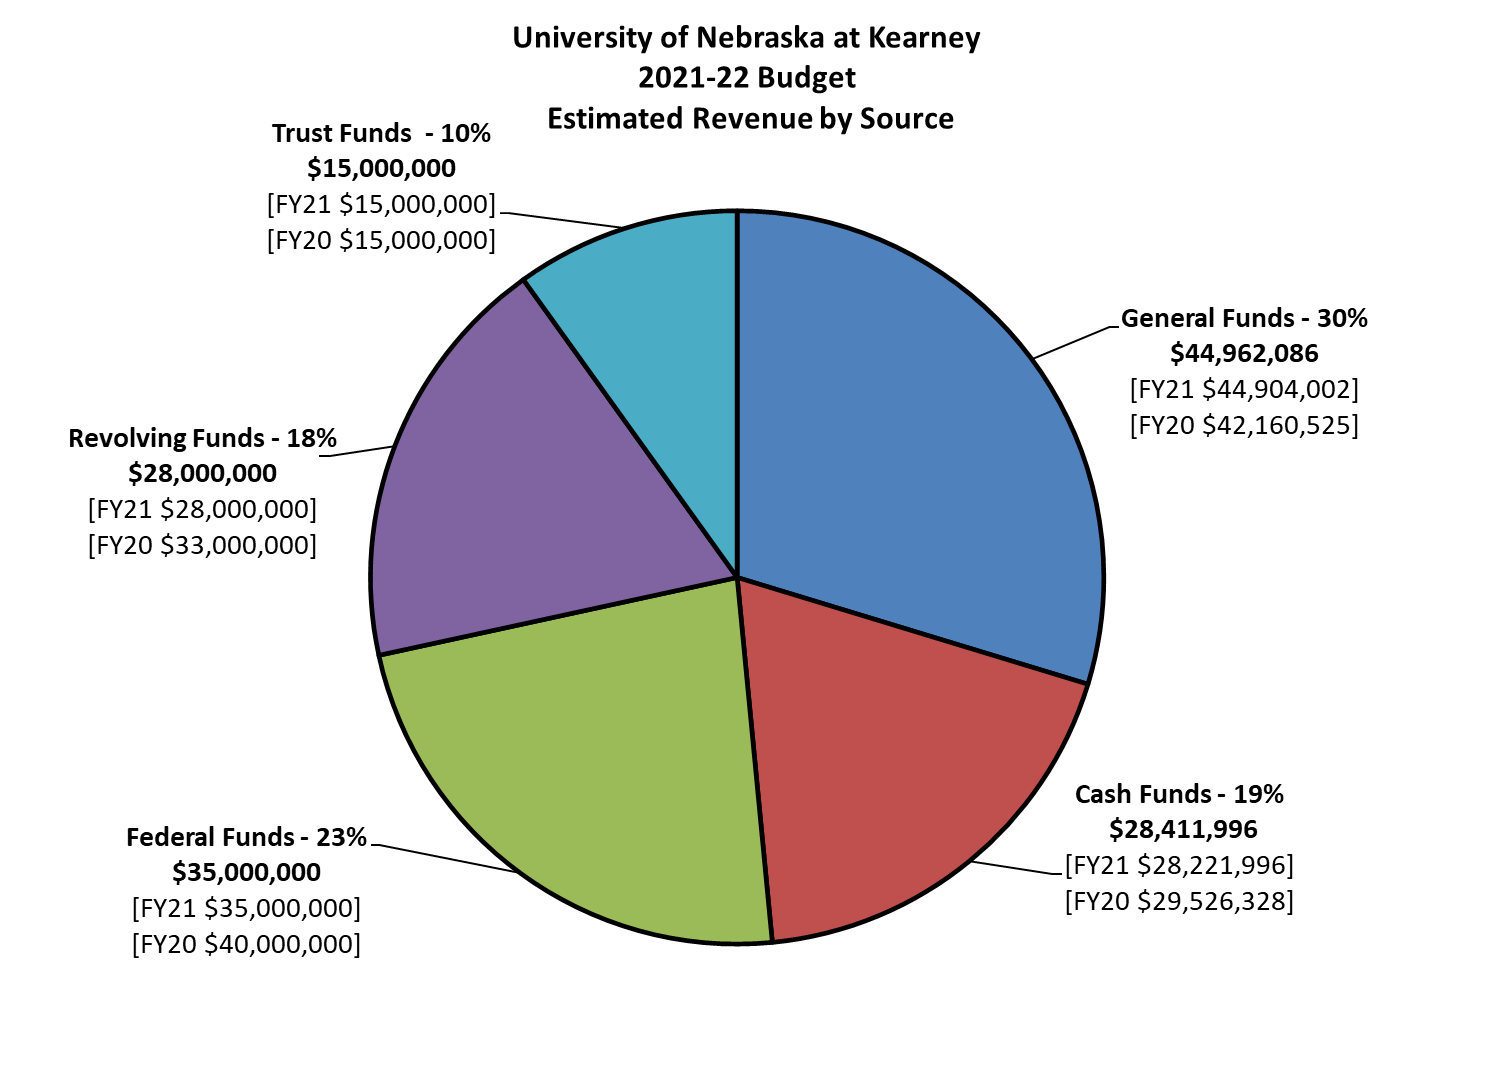 University of Nebraska at Kearney
2021-22 Budget
Estimated Revenue by Source
Trust Funds - 10%
$15,000,000
[FY21 $15,000,000]
[FY20 $15,000,000]
General Funds - 30%
$44,962,086
[FY21 $44,904,002]
[FY20 $42,160,525]
Revolving Funds - 18%
$28,000,000
[FY21 $28,000,000]
[FY20 $33,000,000]
Cash Funds - 19%
$28,411,996
[FY21 $28,221,996]
[FY20 $29,526,328]
Federal Funds - 23%
$35,000,000
[FY21 $35,000,000]
[FY20 $40,000,000]